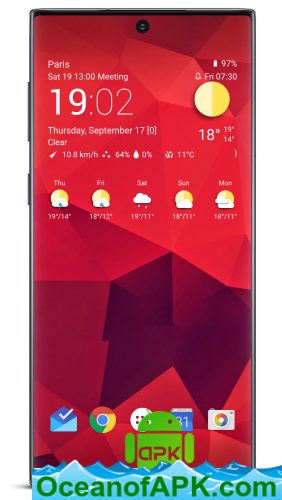 Paris
97%
Sat 19 13:00 Meeting
Fri 07:30
19:02
Thursday, September 17 [0]
18° 19°
14°
Clear
10.8 km/h 64% 0% 11°C
Thu Fri Sat Sun Mon
19°/14° 18°/12° 19°/11° 18°/11° 18°/11°
31
APK
OceanofAPK.com